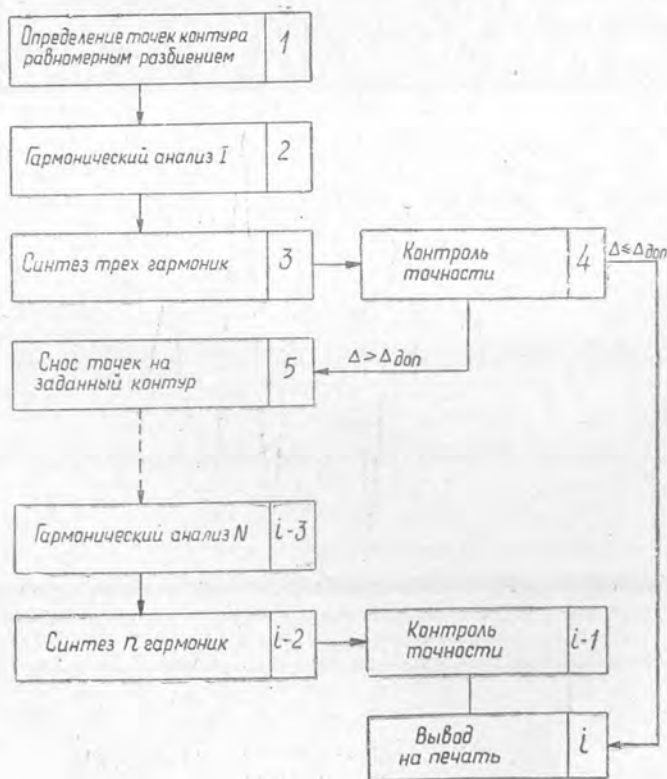 Определение точек контура
равномерным разбиением
1
Гармонический анализ I
2
Синтез трех гармоник
3
Контроль
точности
4
Δ ≤ Δдоп
Снос точек на
заданный контур
5
Δ > Δдоп
Гармонический анализ N
i-3
Синтез n гармоник
i-2
Контроль
точности
i-1
Вывод
на печать
i